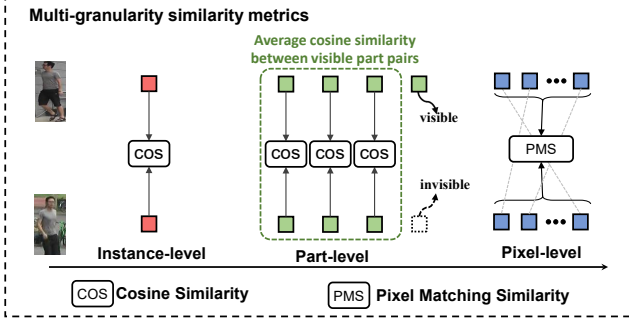 Multi-granularity similarity metrics
Average cosine similarity
between visible part pairs
visible
COS
COS COS COS
PMS
invisible
Instance-level
Part-level
Pixel-level
COS Cosine Similarity
PMS Pixel Matching Similarity